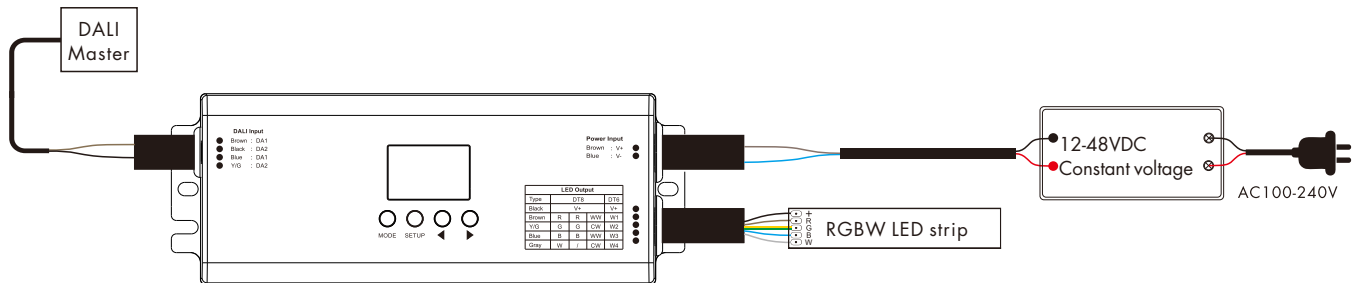 DALI
Master
DALI Input
Brown : DA1
Black : DA2
Blue : DA1
Y/G : DA2
MODE SETUP
Power Input
Brown : V+
Blue : V-
LED Output
Type DT8 DT6
Black V+ V+
Brown R R WW W1
Y/G G G CW W2
Blue B B WW W3
Gray W / CW W4
+
R
G
B
W
RGBW LED strip
12-48VDC
Constant voltage
AC100-240V